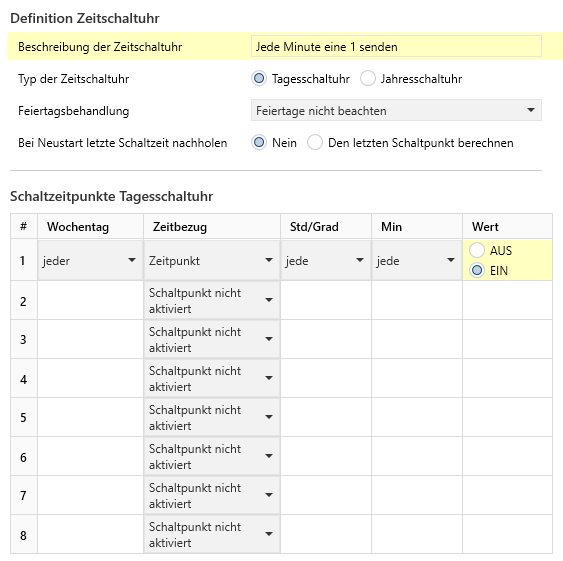 Definition Zeitschaltuhr
Beschreibung der Zeitschaltuhr Jede Minute eine 1 senden
Typ der Zeitschaltuhr Tagesschaltuhr Jahresschaltuhr
Feiertagsbehandlung Feiertage nicht beachten
Bei Neustart letzte Schaltzeit nachholen Nein Den letzten Schaltpunkt berechnen
Schaltzeitpunkte Tagesschaltuhr
# Wochentag Zeitbezug Std/Grad Min Wert
1 jeder Zeitpunkt jede jede AUS
EIN
2 Schaltpunkt nicht
aktiviert
3 Schaltpunkt nicht
aktiviert
4 Schaltpunkt nicht
aktiviert
5 Schaltpunkt nicht
aktiviert
6 Schaltpunkt nicht
aktiviert
7 Schaltpunkt nicht
aktiviert
8 Schaltpunkt nicht
aktiviert